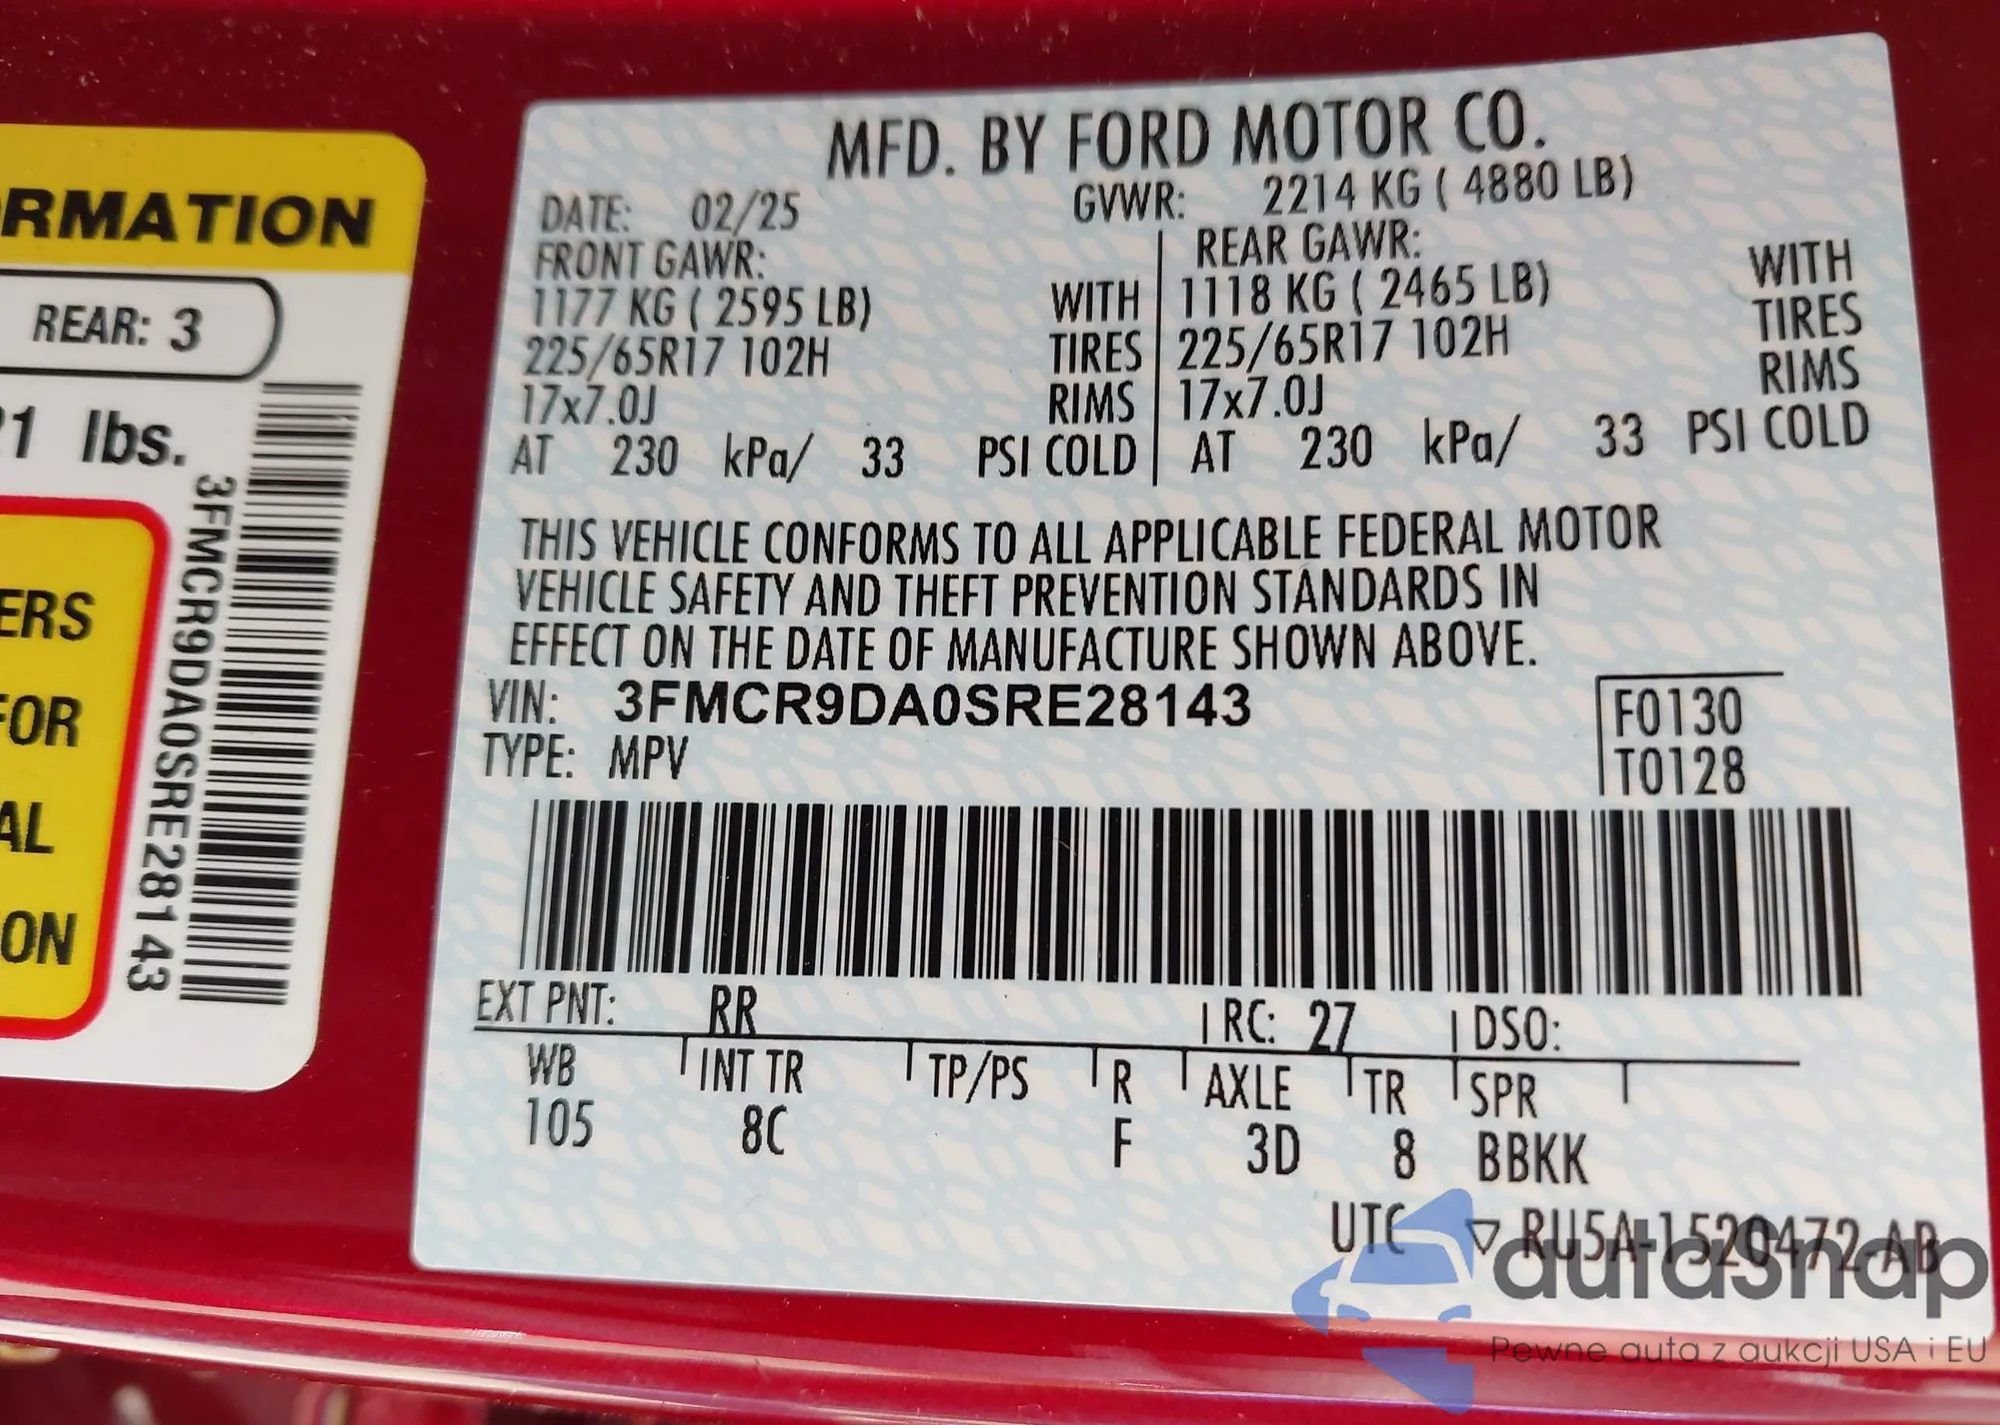 RMATION
REAR: 3
1 lbs.
ERS
FOR
AL
ON
3FMCR9DA0SRE28143
MFD. BY FORD MOTOR CO.
DATE: 02/25 GVWR: 2214 KG ( 4880 LB)
FRONT GAWR: REAR GAWR:
1177 KG ( 2595 LB) WITH 1118 KG ( 2465 LB) WITH
225/65R17 102H TIRES 225/65R17 102H TIRES
17x7.0J RIMS 17x7.0J RIMS
AT 230 kPa/ 33 PSI COLD AT 230 kPa/ 33 PSI COLD
THIS VEHICLE CONFORMS TO ALL APPLICABLE FEDERAL MOTOR
VEHICLE SAFETY AND THEFT PREVENTION STANDARDS IN
EFFECT ON THE DATE OF MANUFACTURE SHOWN ABOVE.
VIN: 3FMCR9DA0SRE28143 F0130
TYPE: MPV T0128
EXT PNT: RR RC: 27 DSO:
WB INT TR TP/PS R AXLE TR SPR
105 8C F 3D 8 BBKK
UTC ▽ RU5A-1520472-AB
autasnap
Pewne auta z aukcji USA i EU